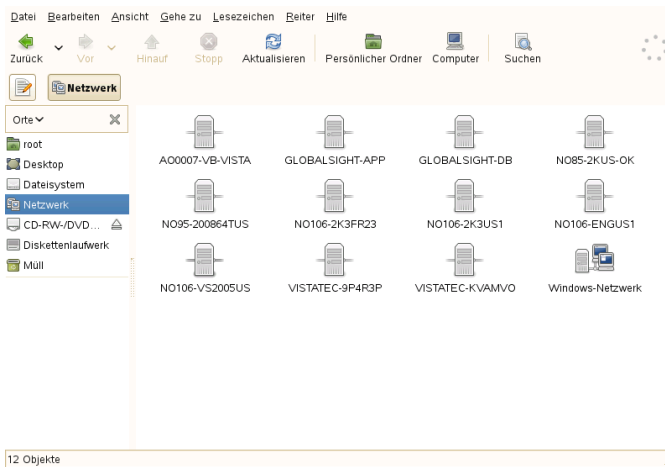 Datei Bearbeiten Ansicht Gehe zu Lesezeichen Reiter Hilfe
Zurück Vor Hinauf Stopp Aktualisieren Persönlicher Ordner Computer Suchen
Netzwerk
Orte
root
Desktop
Dateisystem
Netzwerk
CD-RW-/DVD...
Diskettenlaufwerk
Müll
AO0007-VB-VISTA GLOBALSIGHT-APP GLOBALSIGHT-DB NO85-2KUS-OK
NO95-200864TUS NO106-2K3FR23 NO106-2K3US1 NO106-ENGUS1
NO106-VS2005US VISTATEC-9P4R3P VISTATEC-KVAMVO Windows-Netzwerk
12 Objekte